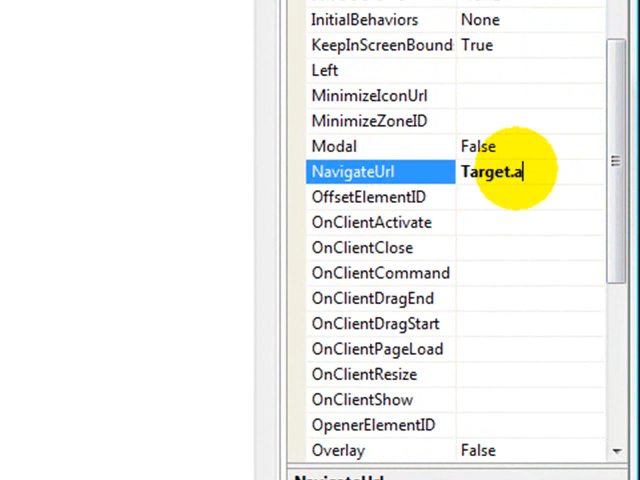 InitialBehaviors None
KeepInScreenBound: True
Left
MinimizeIconUrl
MinimizeZoneID
Modal False
NavigateUrl Target.a
OffsetElementID
OnClientActivate
OnClientClose
OnClientCommand
OnClientDragEnd
OnClientDragStart
OnClientPageLoad
OnClientResize
OnClientShow
OpenerElementID
Overlay False
NavigateUrl